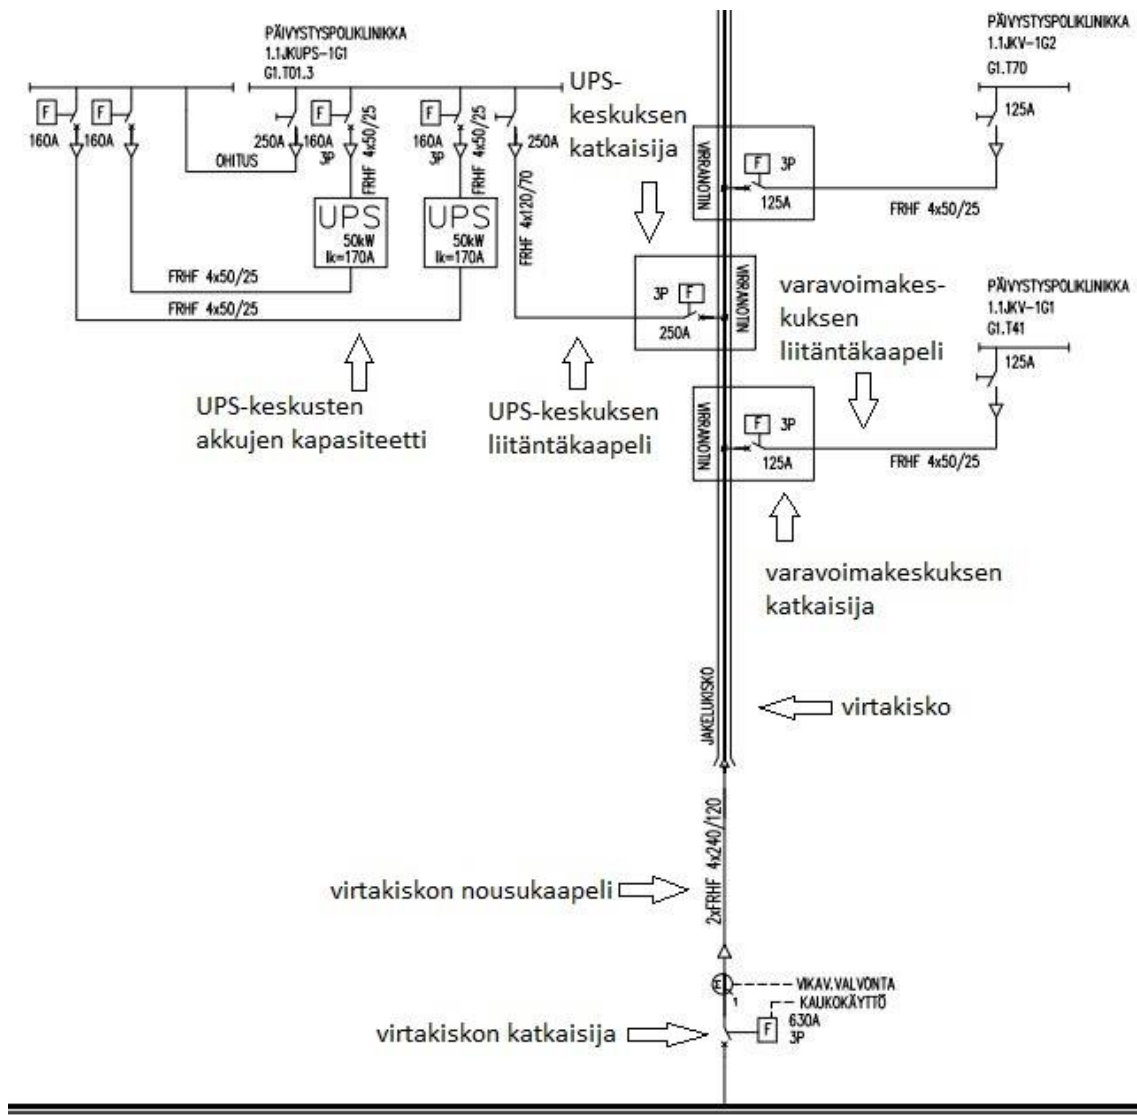 PÄIVYSTYSPOLIKLINIKKA
1.1JKUPS-1G1
G1.T01.3
F
F
F
F
160A
160A
250A
160A
3P
160A
3P
250A
OHITUS
FRHF 4x50/25
FRHF 4x50/25
FRHF 4x120/70
UPS
50kW
Ik=170A
UPS
50kW
Ik=170A
FRHF 4x50/25
FRHF 4x50/25
UPS-keskusten
akkujen kapasiteetti
UPS-keskuksen
liitäntäkaapeli
UPS-
keskuksen
katkaisija
PÄIVYSTYSPOLIKLINIKKA
1.1JKV-1G2
G1.T70
125A
VIRRANOTIN
F 3P
125A
FRHF 4x50/25
3P F
250A
VIRRANOTIN
varavoimakes-
kuksen
liitäntäkaapeli
PÄIVYSTYSPOLIKLINIKKA
1.1JKV-1G1
G1.T41
125A
VIRRANOTIN
F 3P
125A
FRHF 4x50/25
varavoimakeskuksen
katkaisija
JAKELUKISKO
virtakisko
2xFRHF 4x240/120
virtakiskon nousukaapeli
VIKAV.VALVONTA
1
KAUKOKÄYTTÖ
F
630A
3P
virtakiskon katkaisija